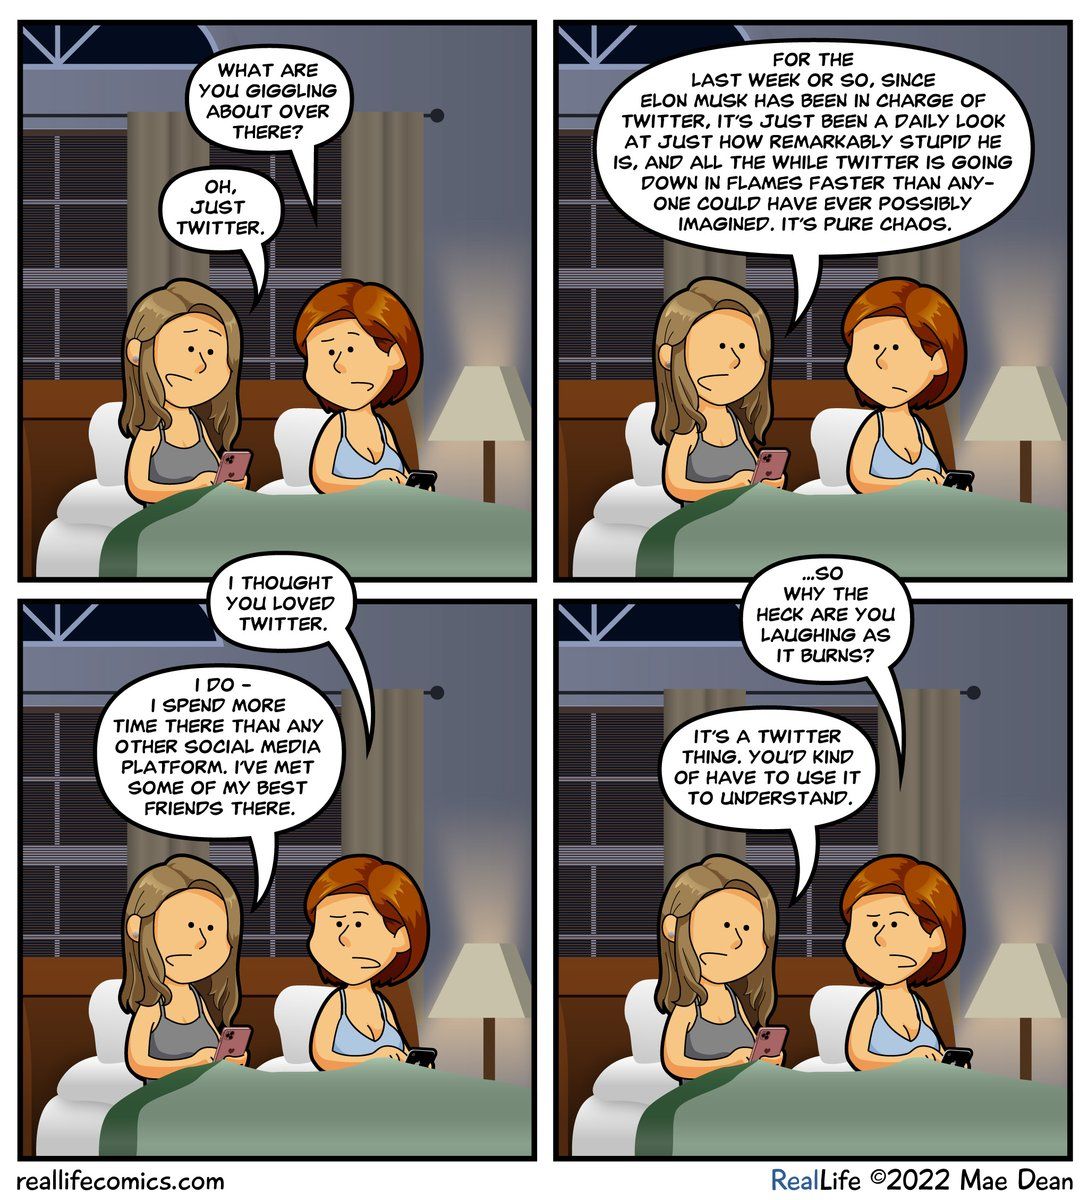 WHAT ARE
YOU GIGGLING
ABOUT OVER
THERE?
OH,
JUST
TWITTER.
FOR THE
LAST WEEK OR SO, SINCE
ELON MUSK HAS BEEN IN CHARGE OF
TWITTER, IT'S JUST BEEN A DAILY LOOK
AT JUST HOW REMARKABLY STUPID HE
IS, AND ALL THE WHILE TWITTER IS GOING
DOWN IN FLAMES FASTER THAN ANY-
ONE COULD HAVE EVER POSSIBLY
IMAGINED. IT'S PURE CHAOS.
I THOUGHT
YOU LOVED
TWITTER.
I DO -
I SPEND MORE
TIME THERE THAN ANY
OTHER SOCIAL MEDIA
PLATFORM. I'VE MET
SOME OF MY BEST
FRIENDS THERE.
...SO
WHY THE
HECK ARE YOU
LAUGHING AS
IT BURNS?
IT'S A TWITTER
THING. YOU'D KIND
OF HAVE TO USE IT
TO UNDERSTAND.
reallifecomics.com
RealLife ©2022 Mae Dean